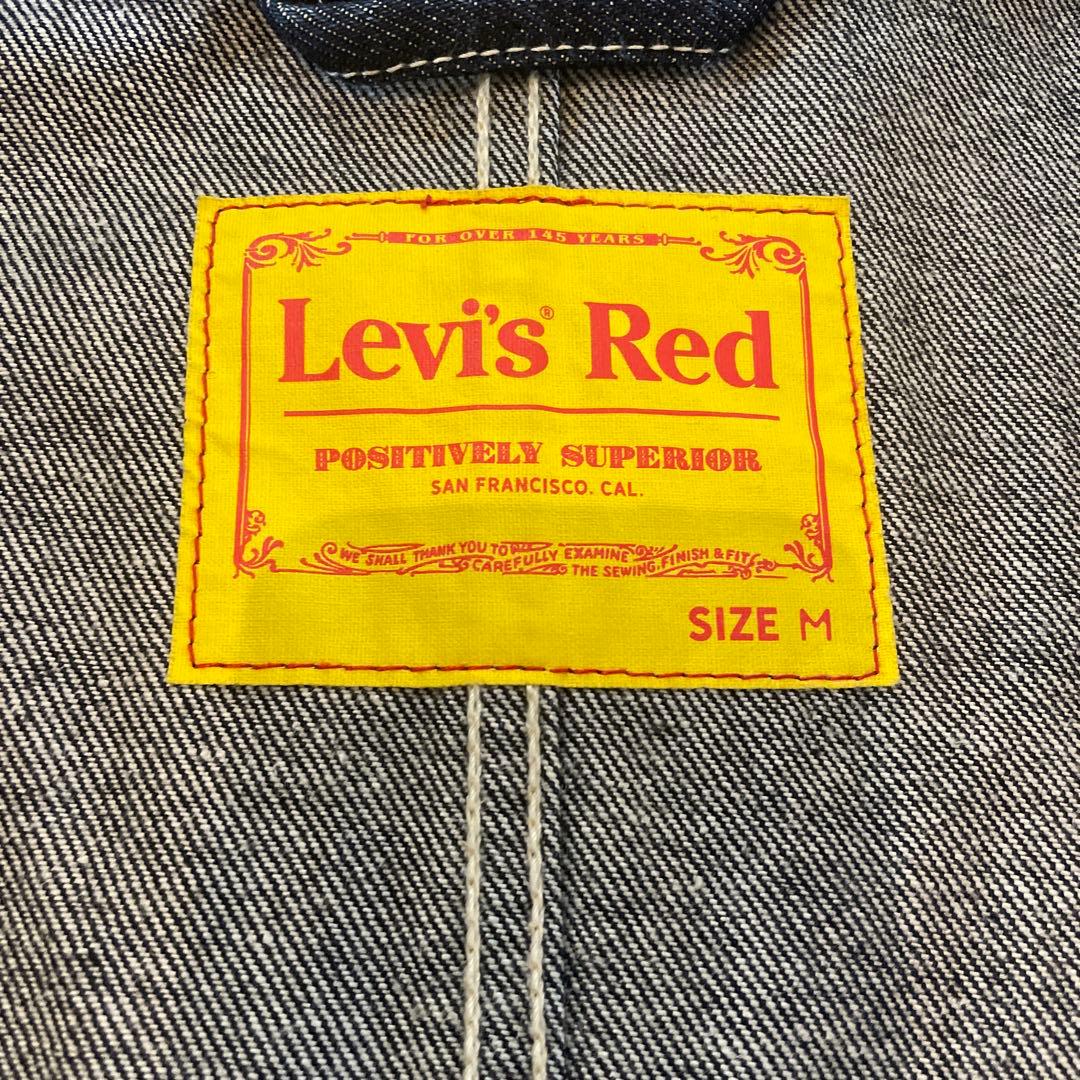 FOR OVER 145 YEARS
Levi's® Red
POSITIVELY SUPERIOR
SAN FRANCISCO. CAL.
WE SHALL THANK YOU TO CAREFULLY EXAMINE THE SEWING, FINISH & FIT
SIZE M